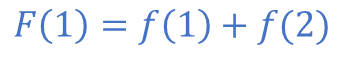 F(1) = f(1) + f(2)